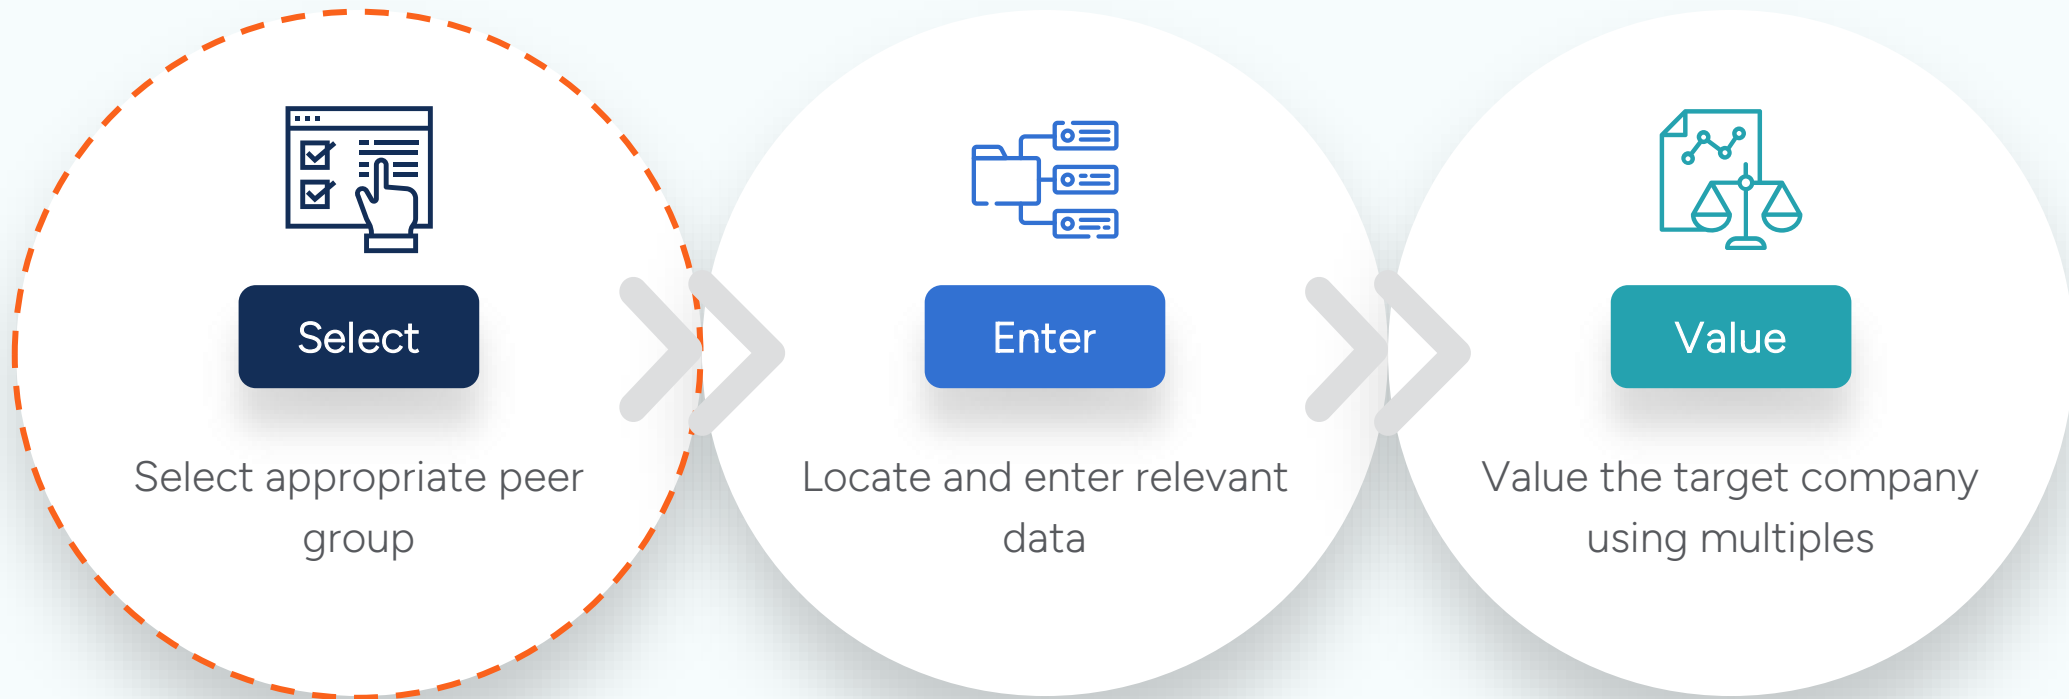 Select
Select appropriate peer
group
Enter
Locate and enter relevant
data
Value
Value the target company
using multiples